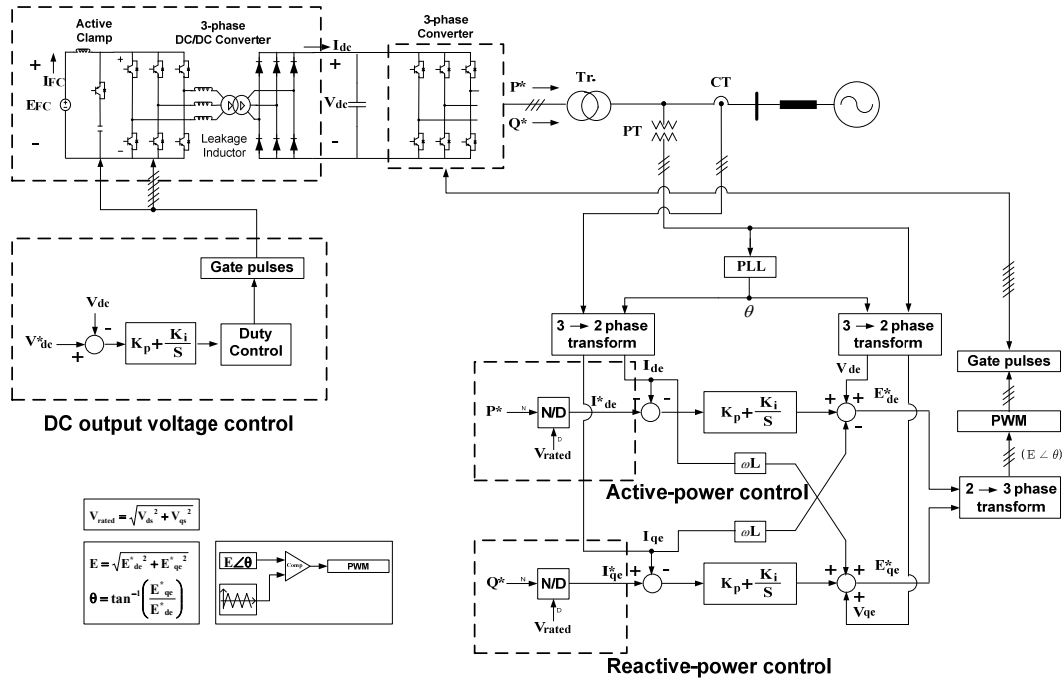 Active
Clamp
3-phase
DC/DC Converter
Idc
3-phase
Converter
+
IFC
EFC
-
+
-
Leakage
Inductor
+
Vdc
-
P*
Q*
Tr.
CT
PT
Gate pulses
Vdc
-
V*dc
+
Kp + Ki/S
Duty
Control
DC output voltage control
PLL
θ
3 → 2 phase
transform
3 → 2 phase
transform
Ide
Vde
P*
N
N/D
D
Vrated
I*de
-
-
Kp + Ki/S
+
+
-
E*de
Active-power control
ωL
ωL
Iqe
Q*
N
N/D
D
Vrated
I*qe
+
-
Kp + Ki/S
+
+
+
E*qe
Vqe
Reactive-power control
Gate pulses
PWM
(E ∠ θ)
2 → 3 phase
transform
Vrated = √(Vds² + Vqs²)
E = √(E*de² + E*qe²)
θ = tan⁻¹(E*qe/E*de)
E∠θ
Comp
PWM